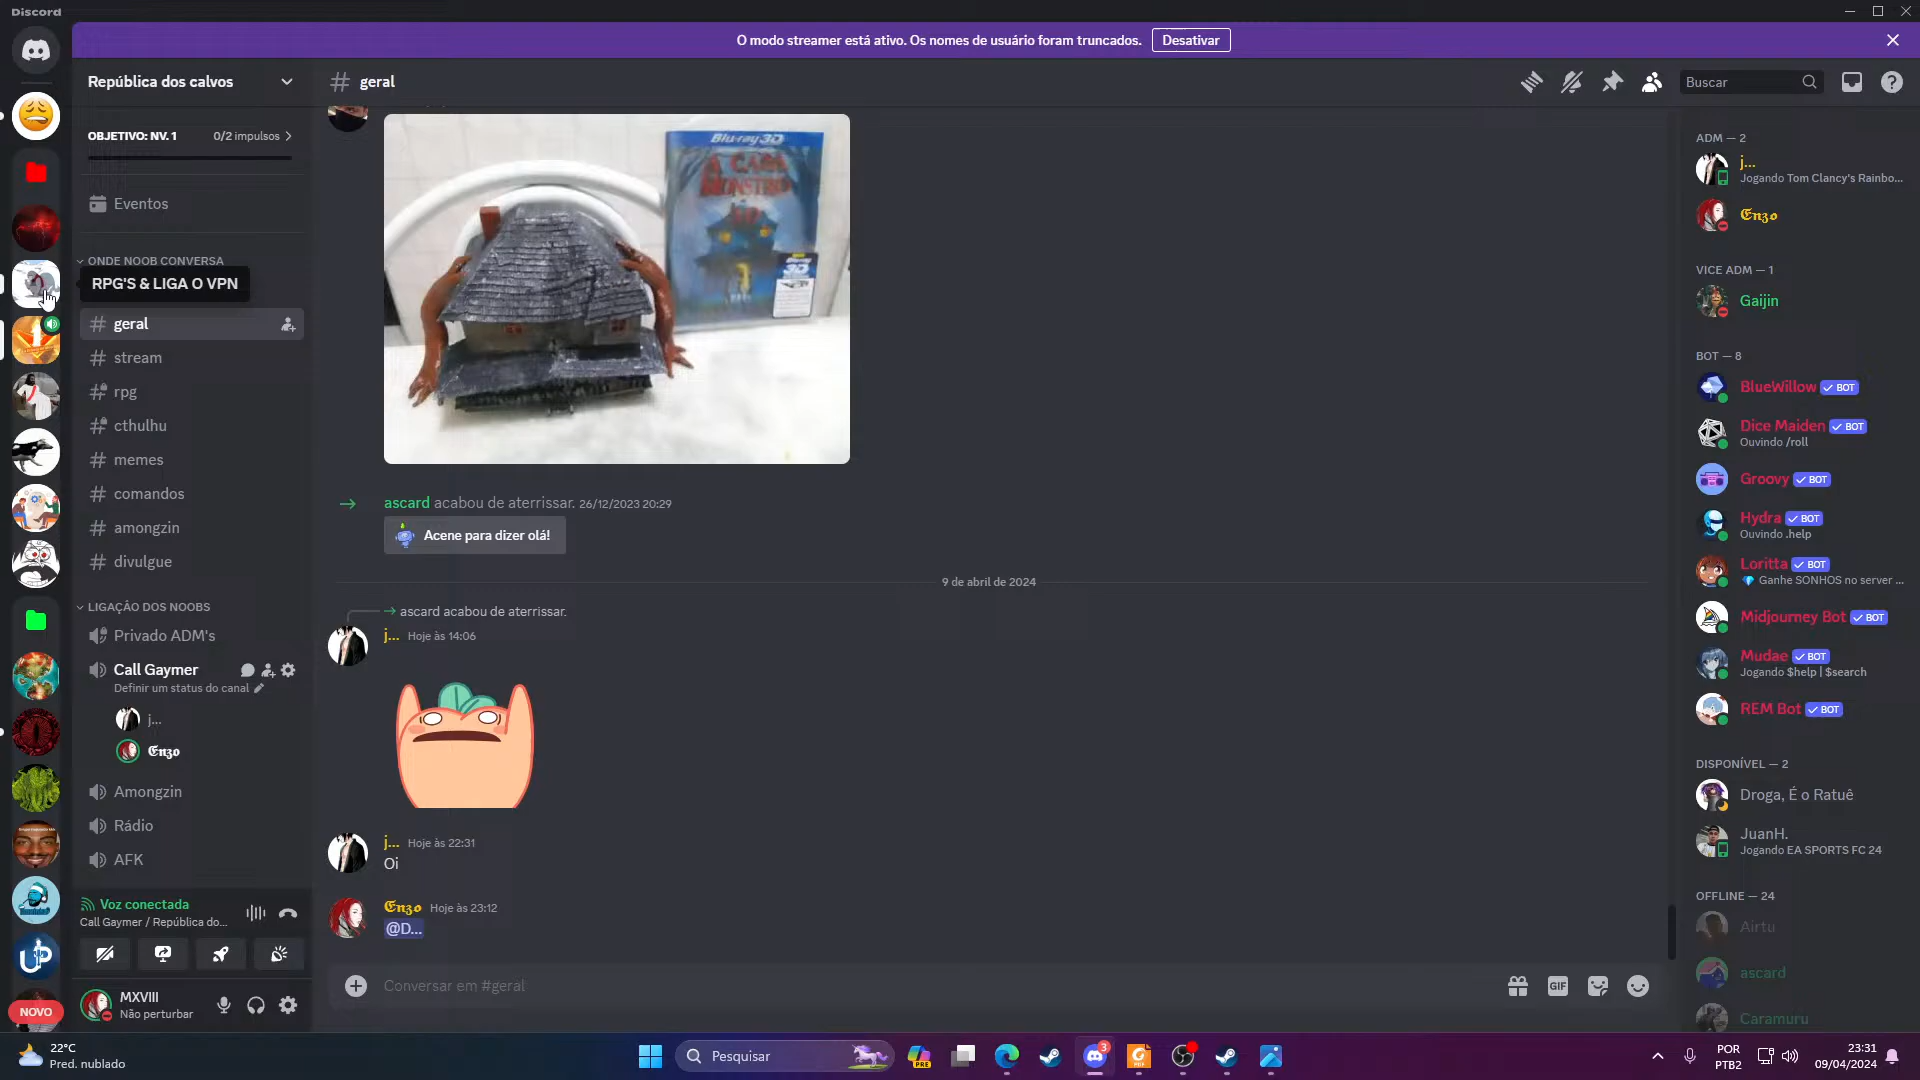 Discord
O modo streamer está ativo. Os nomes de usuário foram truncados.
Desativar
República dos calvos
geral
Buscar
OBJETIVO: NV. 1
0/2 impulsos
Eventos
ONDE NOOB CONVERSA
RPG'S & LIGA O VPN
geral
stream
rpg
cthulhu
memes
comandos
amongzin
divulgue
LIGAÇÂO DOS NOOBS
Privado ADM's
Call Gaymer
Definir um status do canal
j...
Enzo
Amongzin
Rádio
AFK
Voz conectada
Call Gaymer / República do...
MXVIII
Não perturbar
NOVO
Blu-ray 3D
A CASA
MONSTRO
ascard acabou de aterrissar. 26/12/2023 20:29
Acene para dizer olá!
9 de abril de 2024
ascard acabou de aterrissar.
j... Hoje às 14:06
j... Hoje às 22:31
Oi
Enzo Hoje às 23:12
@D...
Conversar em #geral
GIF
ADM — 2
j...
Jogando Tom Clancy's Rainbo...
Enzo
VICE ADM — 1
Gaijin
BOT — 8
BlueWillow BOT
Dice Maiden BOT
Ouvindo /roll
Groovy BOT
Hydra BOT
Ouvindo .help
Loritta BOT
Ganhe SONHOS no server ...
Midjourney Bot BOT
Mudae BOT
Jogando $help | $search
REM Bot BOT
DISPONÍVEL — 2
Droga, É o Ratuê
JuanH.
Jogando EA SPORTS FC 24
OFFLINE — 24
Airtu
ascard
Caramuru
22°C
Pred. nublado
Pesquisar
PRE
3
POR
PTB2
23:31
09/04/2024